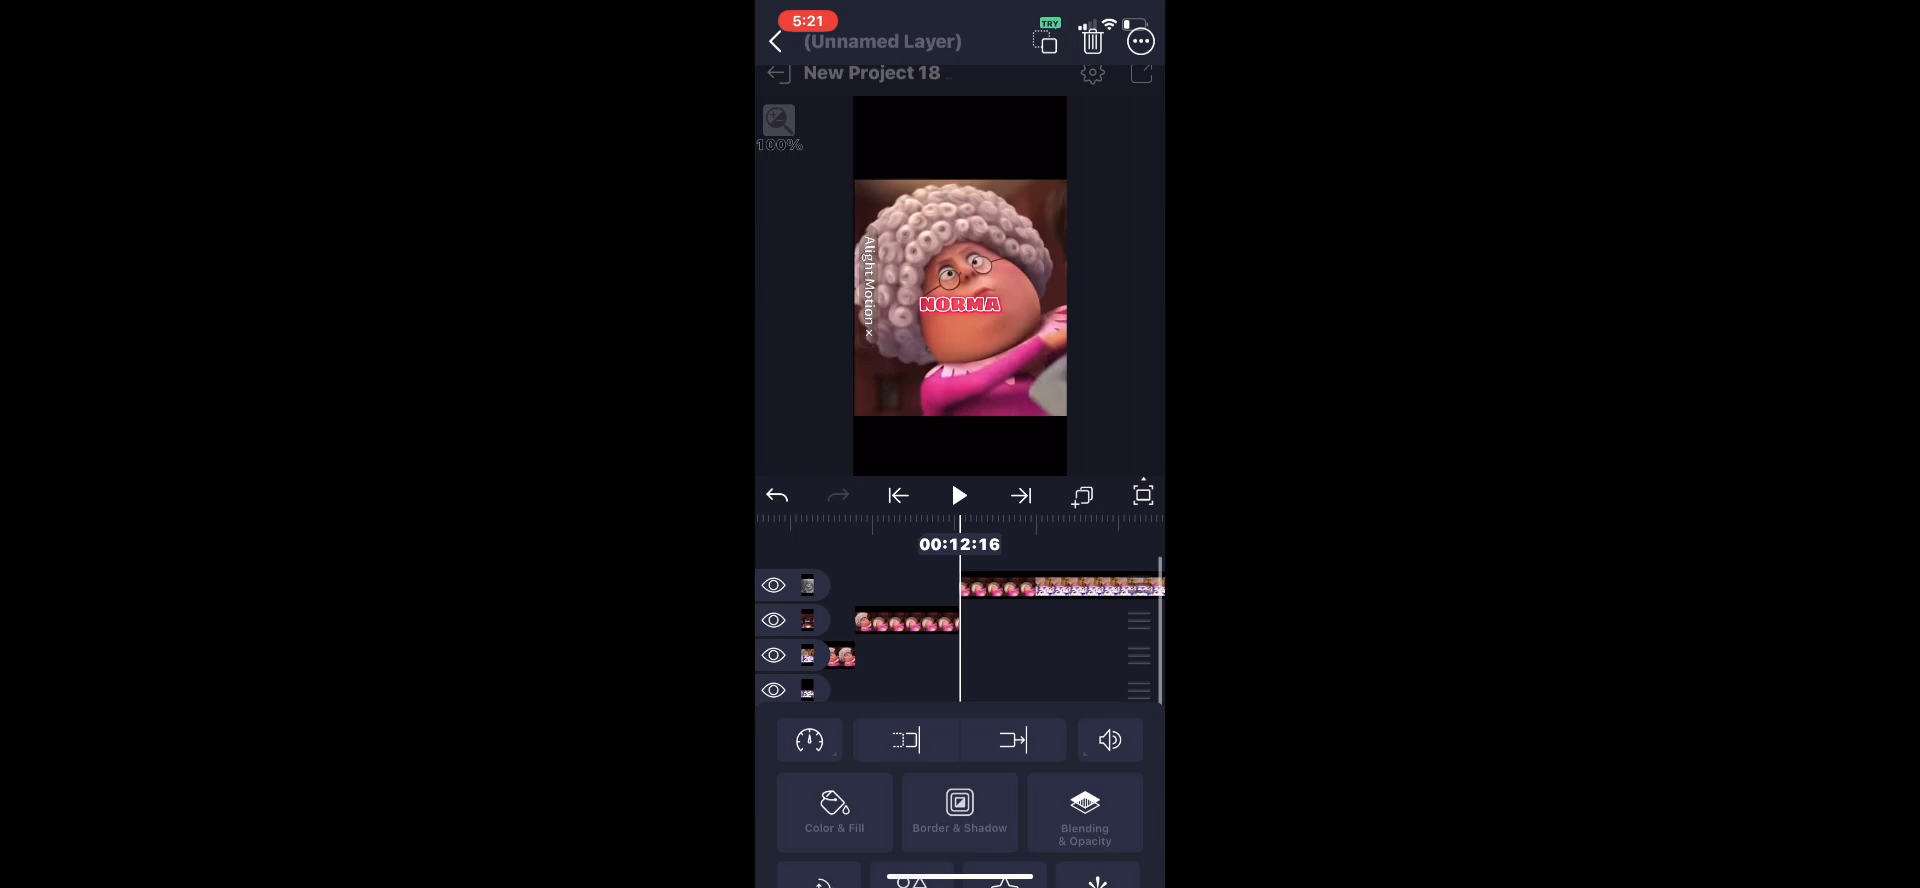 5:21
TRY
(Unnamed Layer)
New Project 18
100%
Alight Motion ×
NORMA
00:12:16
Color & Fill
Border & Shadow
Blending
& Opacity